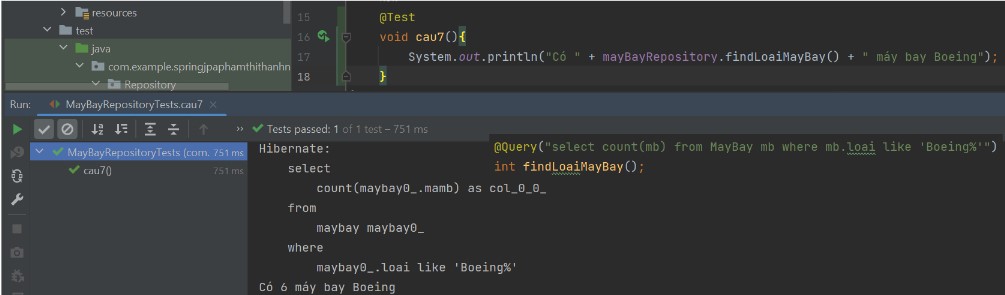 resources
test
java
com.example.springjpaphamthithanhn
Repository
15 @Test
16 void cau7(){
17 System.out.println("Có " + mayBayRepository.findLoaiMayBay() + " máy bay Boeing");
18 }
Run: MayBayRepositoryTests.cau7 ×
» Tests passed: 1 of 1 test – 751 ms
MayBayRepositoryTests (com. 751 ms
cau7() 751 ms
Hibernate:
select
count(maybay0_.mamb) as col_0_0_
from
maybay maybay0_
where
maybay0_.loai like 'Boeing%'
Có 6 máy bay Boeing
@Query("select count(mb) from MayBay mb where mb.loai like 'Boeing%'")
int findLoaiMayBay();